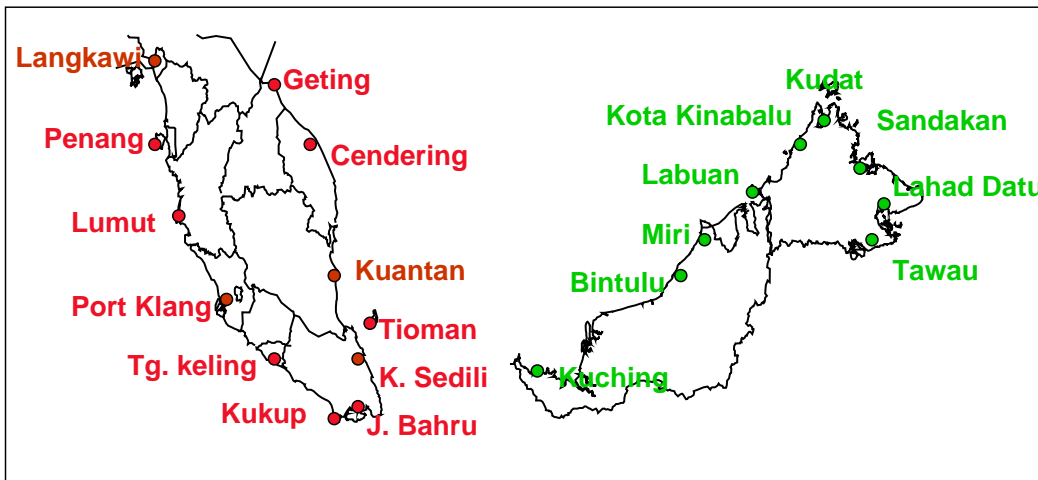 Langkawi
Geting
Penang
Cendering
Lumut
Kuantan
Port Klang
Tioman
Tg. keling
K. Sedili
Kukup
J. Bahru
Kudat
Kota Kinabalu
Sandakan
Labuan
Lahad Datu
Miri
Tawau
Bintulu
Kuching